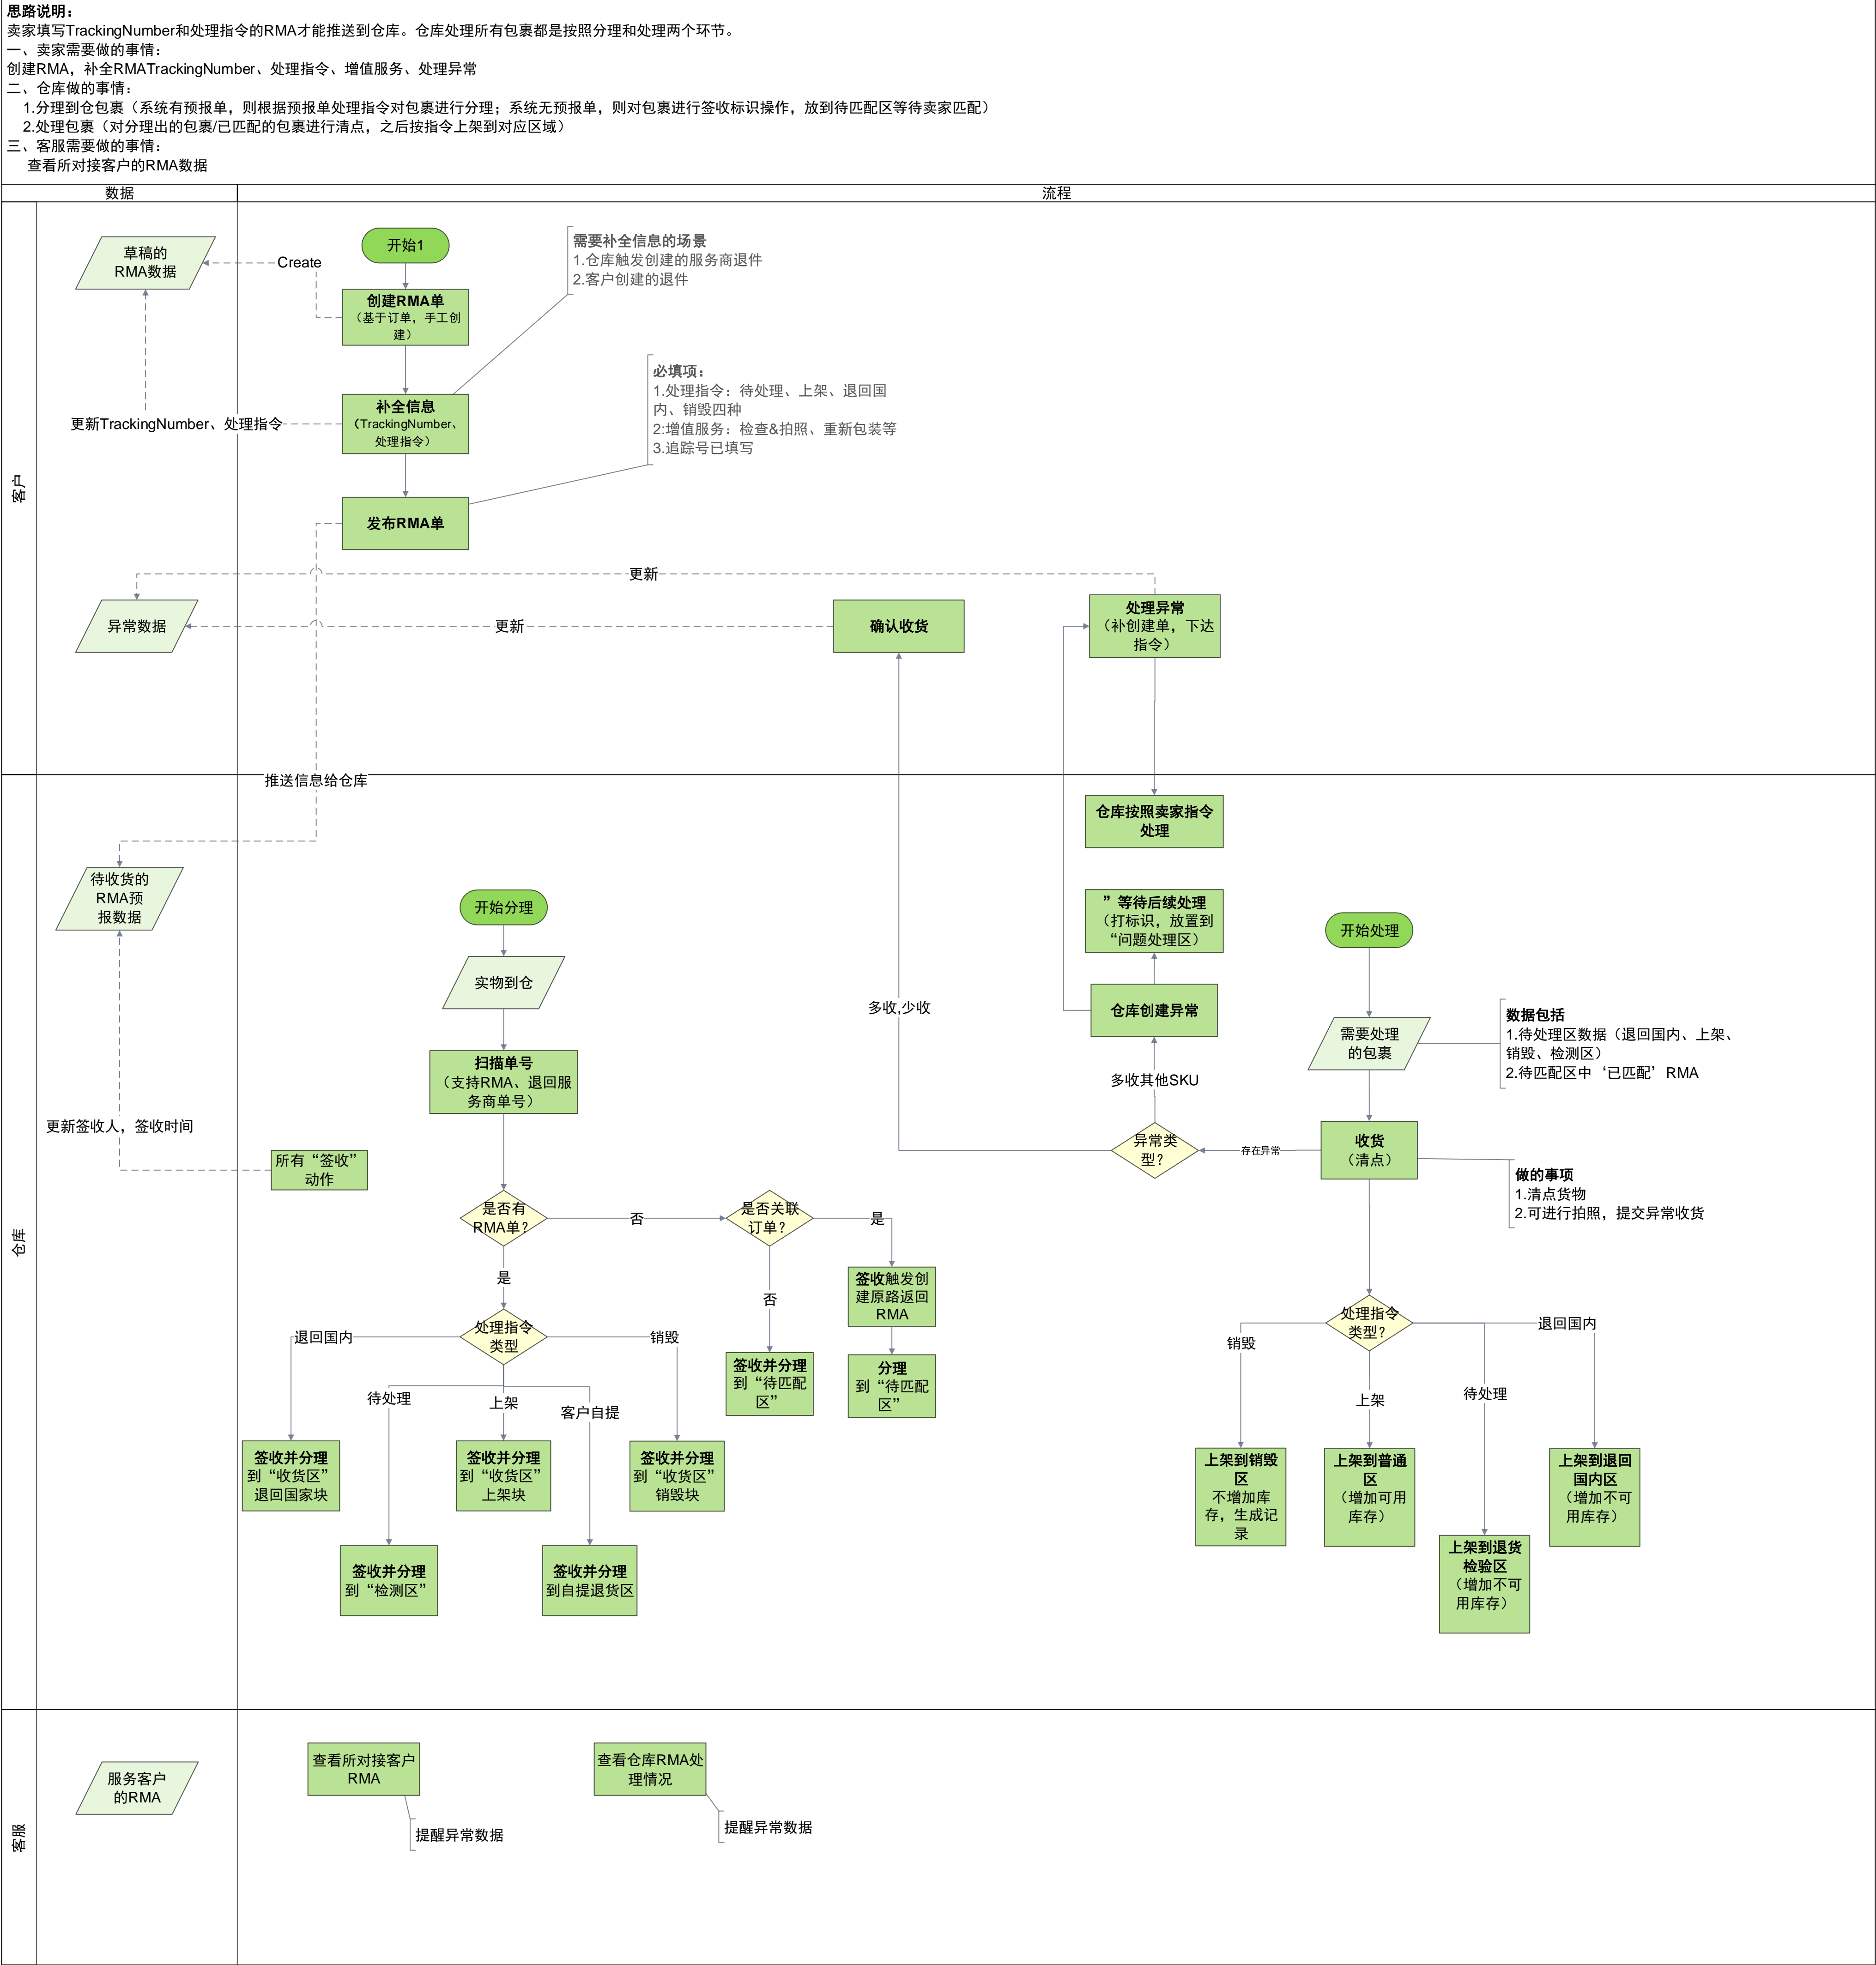 思路说明：
卖家填写TrackingNumber和处理指令的RMA才能推送到仓库。仓库处理所有包裹都是按照分理和处理两个环节。
一、卖家需要做的事情：
创建RMA，补全RMATrackingNumber、处理指令、增值服务、处理异常
二、仓库做的事情：
1.分理到仓包裹（系统有预报单，则根据预报单处理指令对包裹进行分理；系统无预报单，则对包裹进行签收标识操作，放到待匹配区等待卖家匹配）
2.处理包裹（对分理出的包裹/已匹配的包裹进行清点，之后按指令上架到对应区域）
三、客服需要做的事情：
查看所对接客户的RMA数据
数据
流程
客户
草稿的
RMA数据
Create
开始1
创建RMA单
（基于订单，手工创
建）
需要补全信息的场景
1.仓库触发创建的服务商退件
2.客户创建的退件
更新TrackingNumber、处理指令
补全信息
（TrackingNumber、
处理指令）
必填项：
1.处理指令：待处理、上架、退回国
内、销毁四种
2:增值服务：检查&拍照、重新包装等
3.追踪号已填写
发布RMA单
更新
异常数据
更新
确认收货
处理异常
（补创建单，下达
指令）
推送信息给仓库
仓库
仓库按照卖家指令
处理
待收货的
RMA预
报数据
开始分理
”等待后续处理
（打标识，放置到
“问题处理区）
开始处理
实物到仓
多收,少收
仓库创建异常
需要处理
的包裹
数据包括
1.待处理区数据（退回国内、上架、
销毁、检测区）
2.待匹配区中‘已匹配’RMA
扫描单号
（支持RMA、退回服
务商单号）
多收其他SKU
更新签收人，签收时间
所有“签收”
动作
异常类
型？
存在异常
收货
（清点）
做的事项
1.清点货物
2.可进行拍照，提交异常收货
是否有
RMA单？
否
是否关联
订单？
是
是
否
签收触发创
建原路返回
RMA
处理指令
类型
退回国内
销毁
待处理
上架
客户自提
签收并分理
到“待匹配
区”
分理
到“待匹配
区”
处理指令
类型？
销毁
上架
待处理
退回国内
签收并分理
到“收货区”
退回国家块
签收并分理
到“收货区”
上架块
签收并分理
到“收货区”
销毁块
签收并分理
到“检测区”
签收并分理
到自提退货区
上架到销毁
区
不增加库
存，生成记
录
上架到普通
区
（增加可用
库存）
上架到退货
检验区
（增加不可
用库存）
上架到退回
国内区
（增加不可
用库存）
客服
服务客户
的RMA
查看所对接客户
RMA
提醒异常数据
查看仓库RMA处
理情况
提醒异常数据